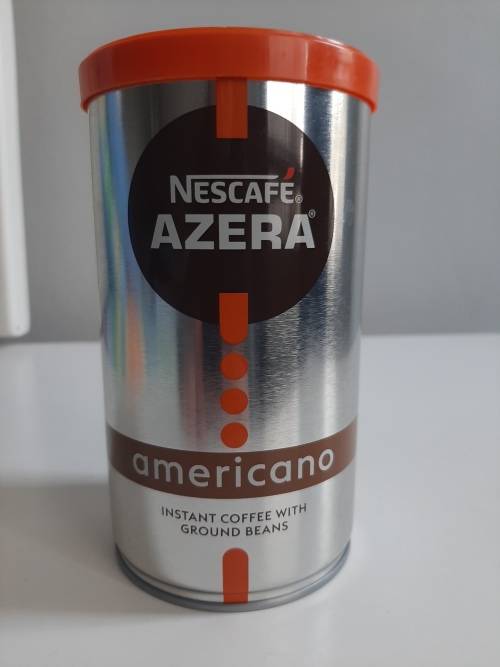 NESCAFÉ®
AZERA®
americano
INSTANT COFFEE WITH
GROUND BEANS